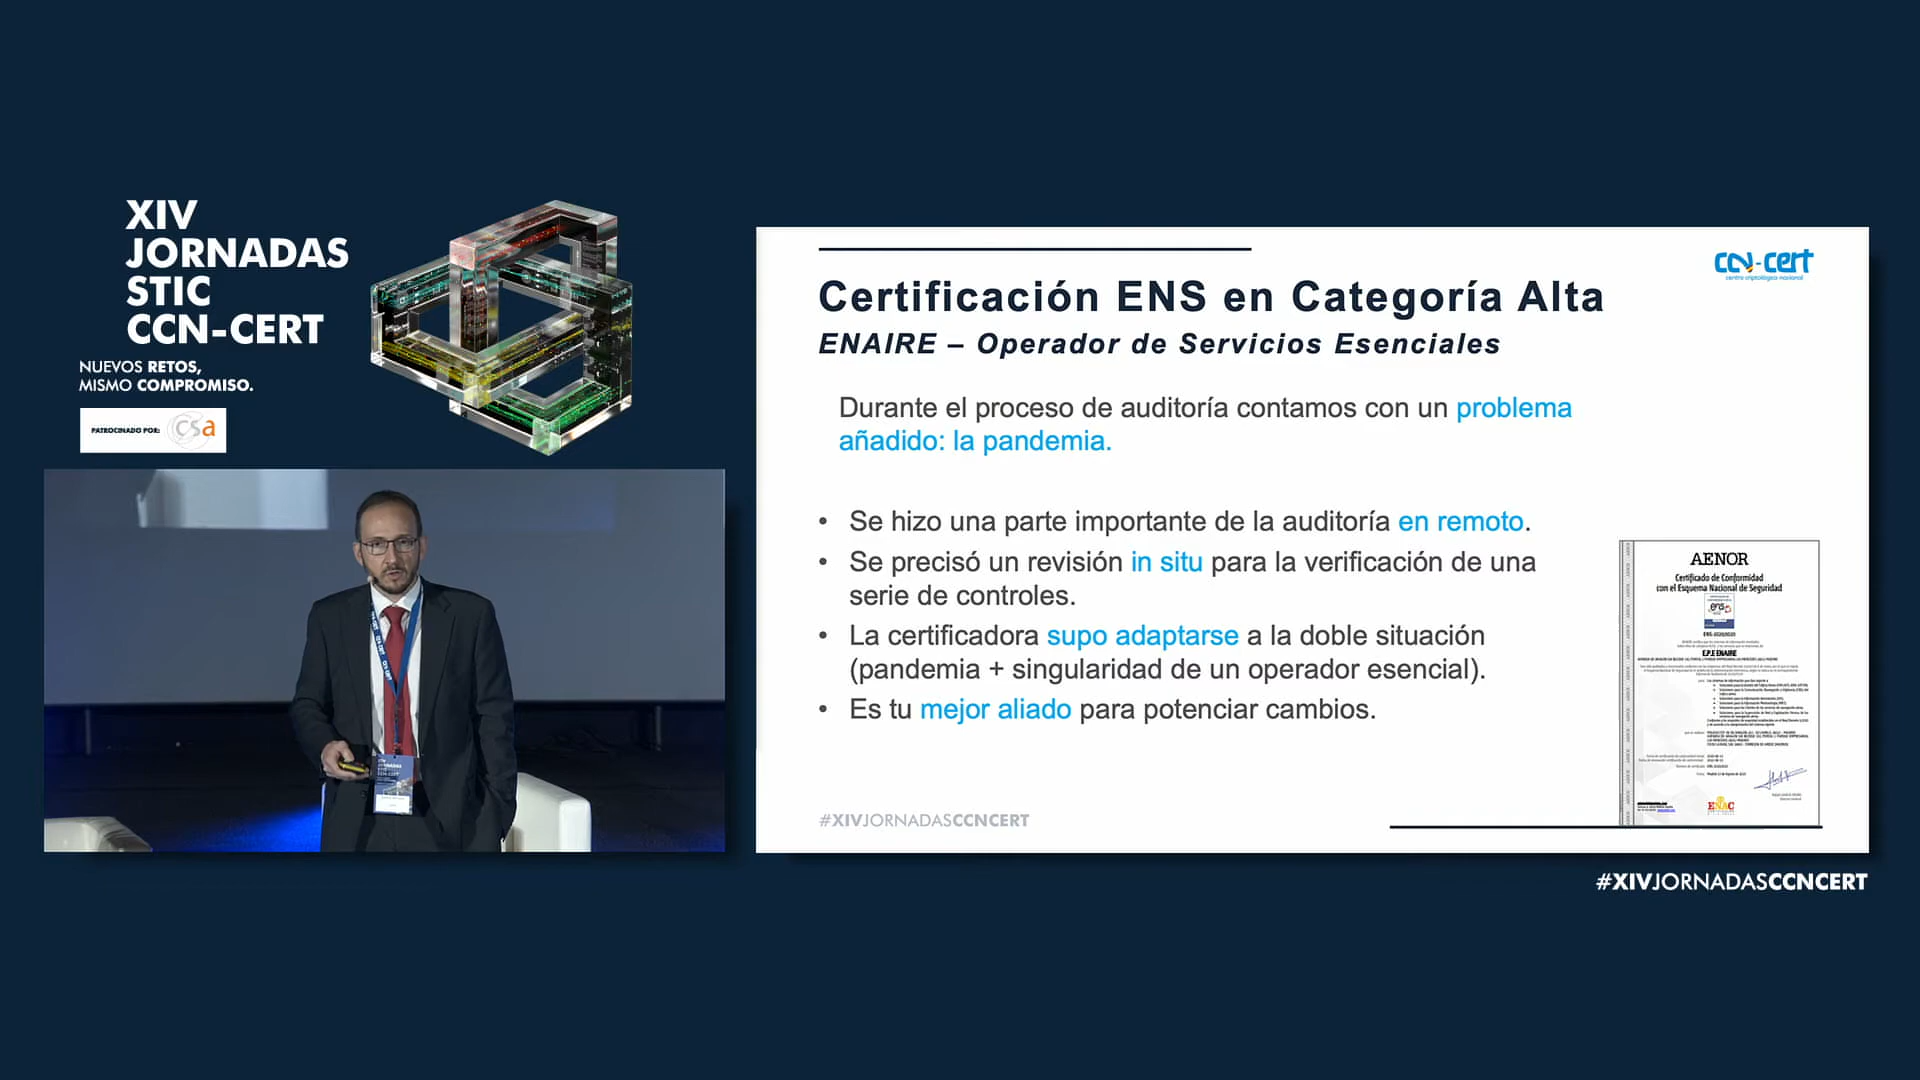 XIV
JORNADAS
STIC
CCN-CERT
NUEVOS RETOS,
MISMO COMPROMISO.
PATROCINADO POR:
csa
ccn-cert
centro criptológico nacional
Certificación ENS en Categoría Alta
ENAIRE – Operador de Servicios Esenciales
Durante el proceso de auditoría contamos con un problema
añadido: la pandemia.
• Se hizo una parte importante de la auditoría en remoto.
• Se precisó un revisión in situ para la verificación de una
serie de controles.
• La certificadora supo adaptarse a la doble situación
(pandemia + singularidad de un operador esencial).
• Es tu mejor aliado para potenciar cambios.
AENOR
Certificado de Conformidad
con el Esquema Nacional de Seguridad
ens
E.P.E ENAIRE
ENAC
#XIVJORNADASCCNCERT
#XIVJORNADASCCNCERT